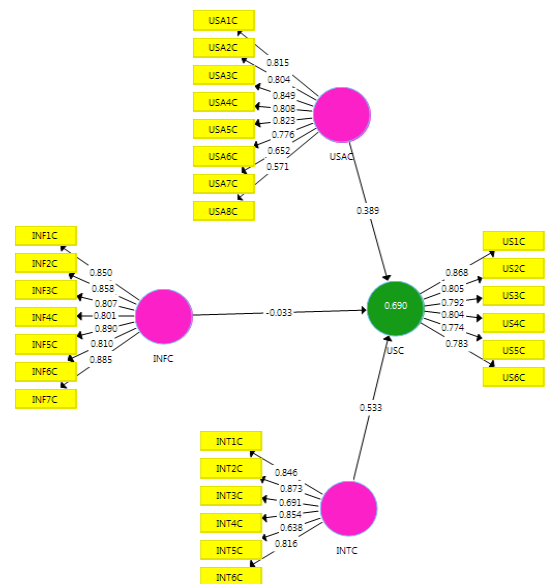 USA1C
USA2C
USA3C
USA4C
USA5C
USA6C
USA7C
USA8C
0.815
0.804
0.849
0.808
0.823
0.776
0.652
0.571
USAC
0.389
INF1C
INF2C
INF3C
INF4C
INF5C
INF6C
INF7C
0.850
0.858
0.807
0.801
0.890
0.810
0.885
INFC
-0.033
0.690
USC
0.868
0.805
0.792
0.804
0.774
0.783
US1C
US2C
US3C
US4C
US5C
US6C
0.533
INT1C
INT2C
INT3C
INT4C
INT5C
INT6C
0.846
0.873
0.691
0.854
0.638
0.816
INTC